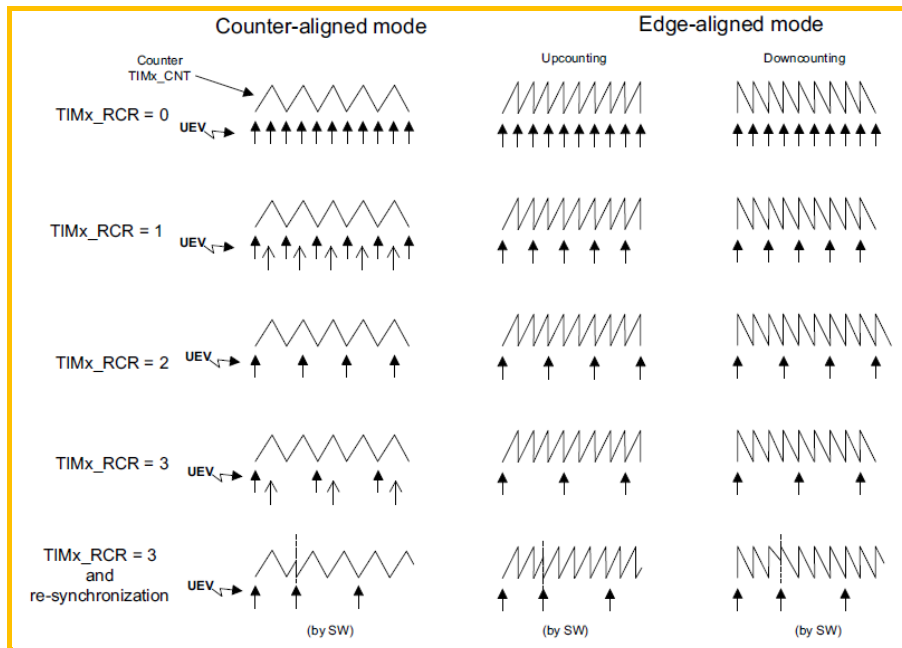 Counter-aligned mode
Edge-aligned mode
Counter
TIMx_CNT
Upcounting
Downcounting
TIMx_RCR = 0
UEV
TIMx_RCR = 1
UEV
TIMx_RCR = 2
UEV
TIMx_RCR = 3
UEV
TIMx_RCR = 3
and
re-synchronization
UEV
(by SW)
(by SW)
(by SW)